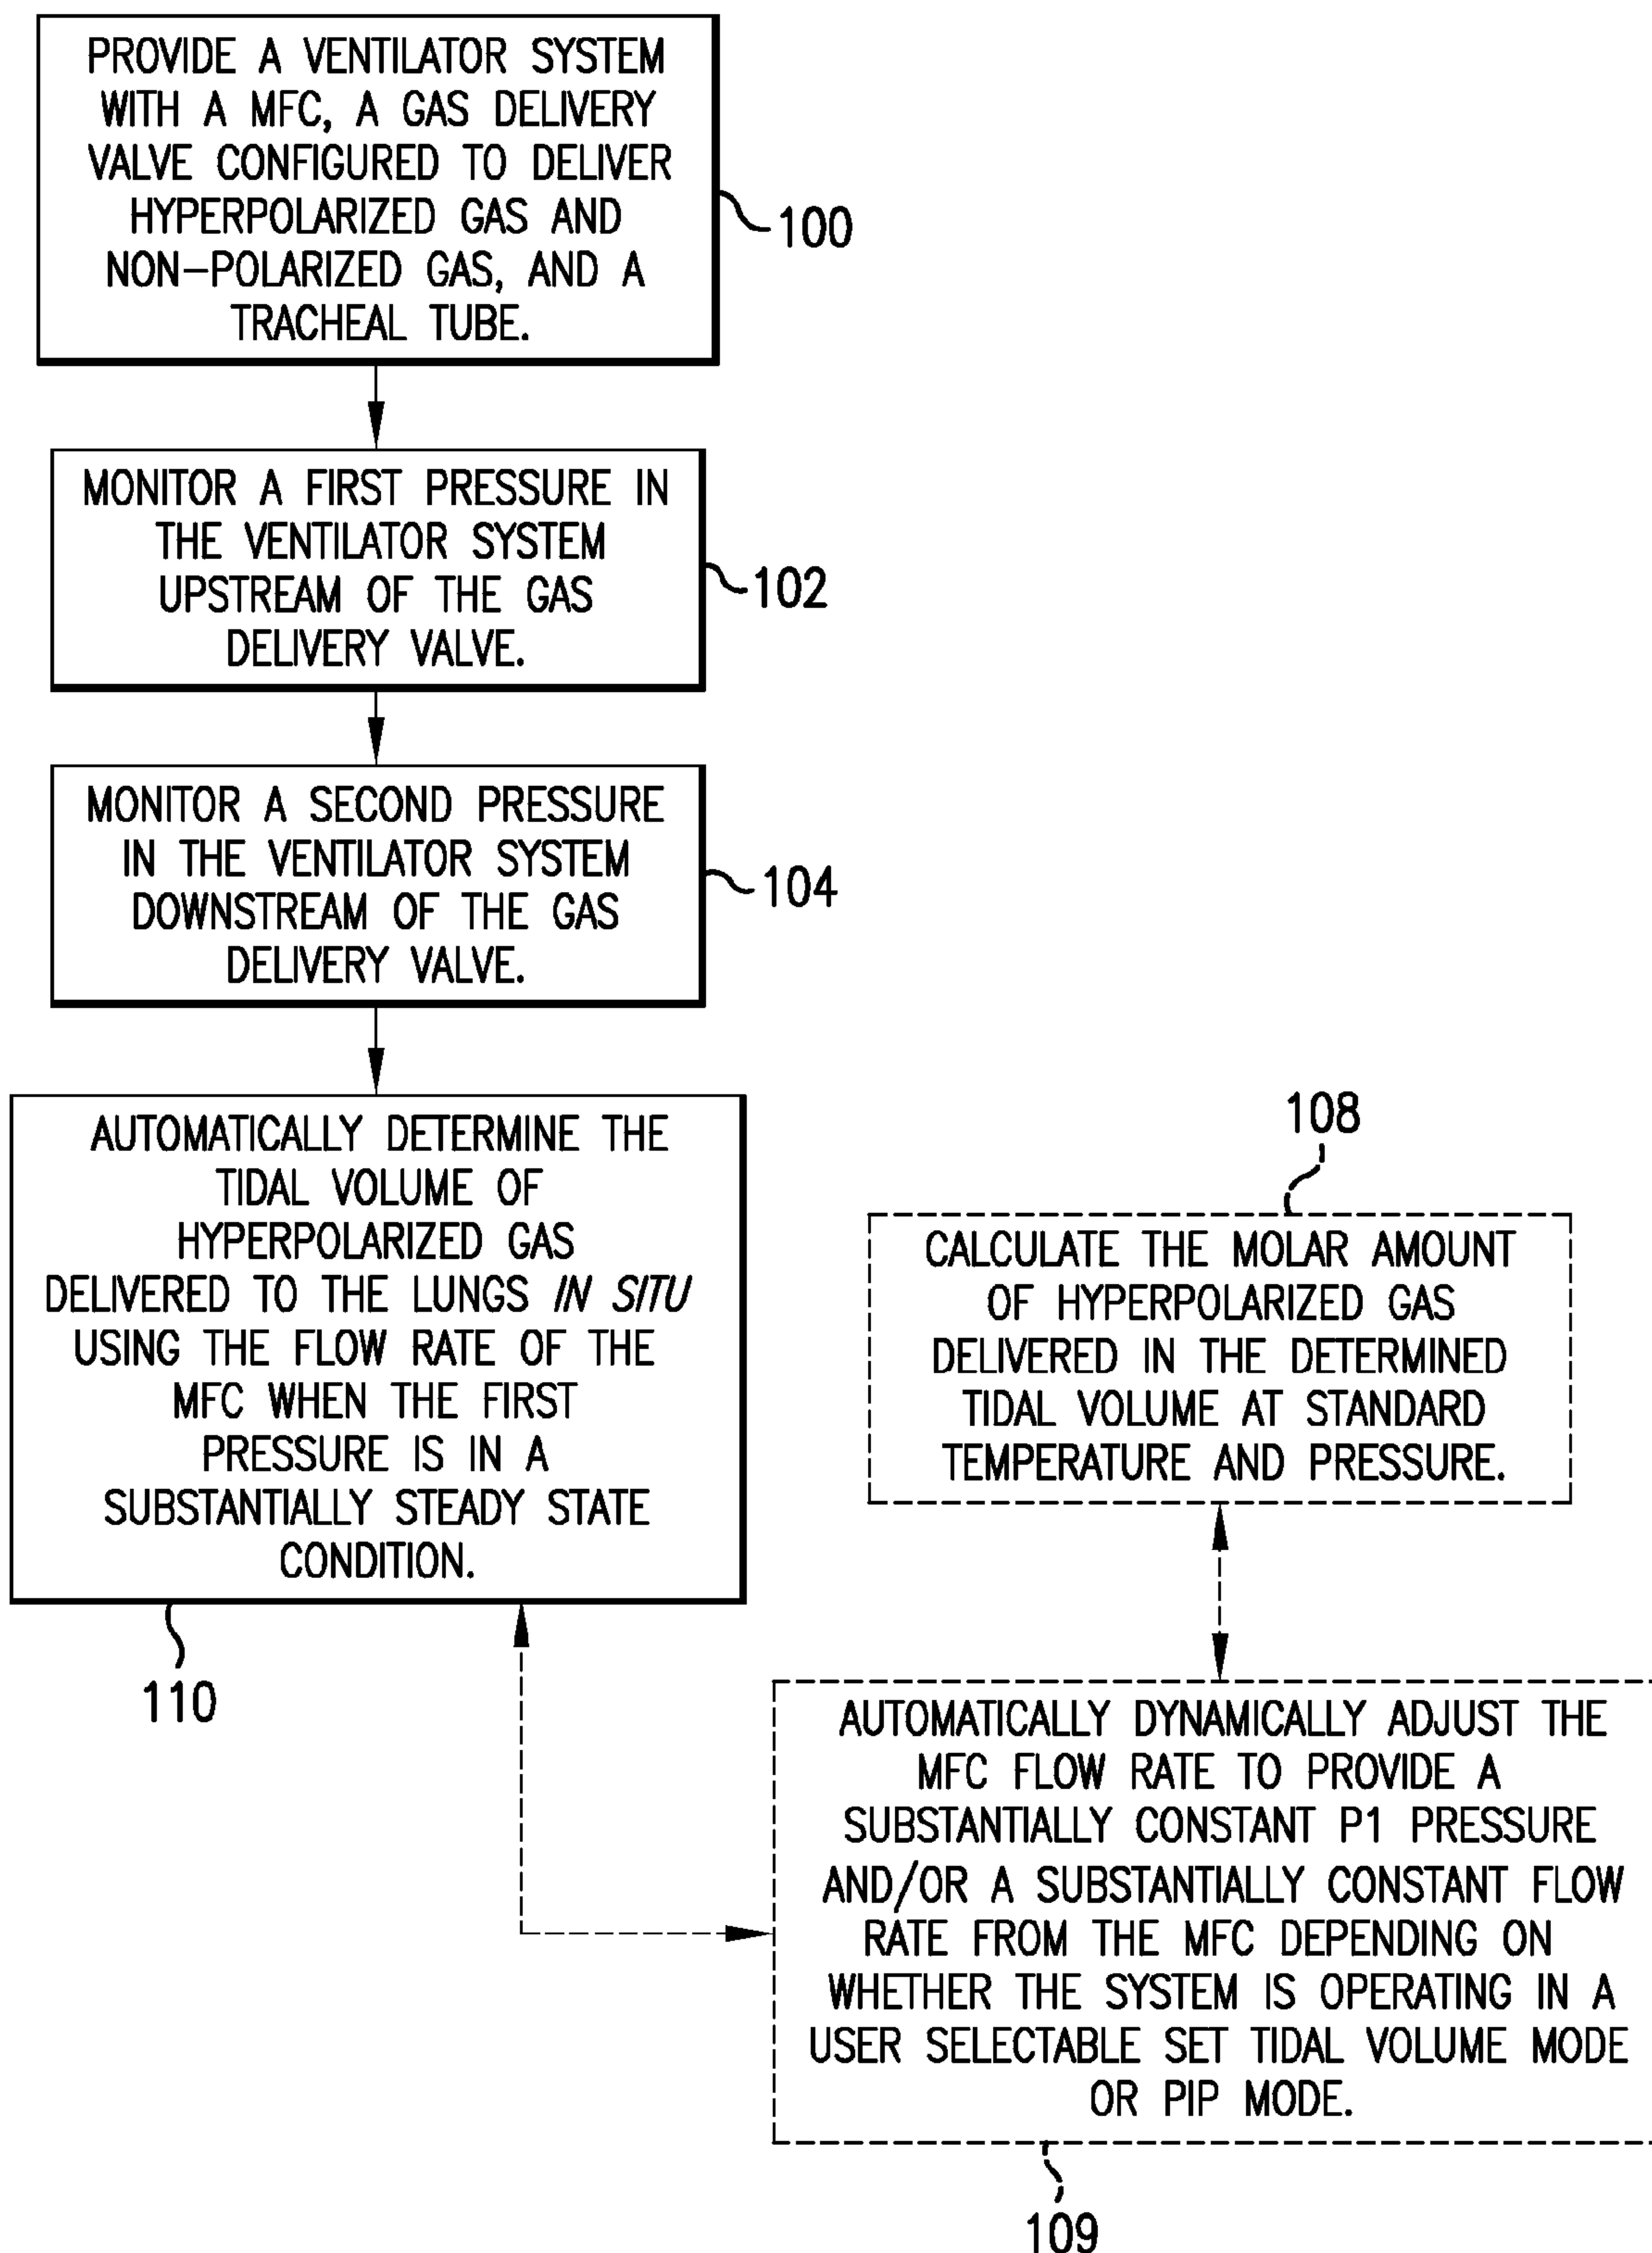 PROVIDE A VENTILATOR SYSTEM
WITH A MFC, A GAS DELIVERY
VALVE CONFIGURED TO DELIVER
HYPERPOLARIZED GAS AND
NON-POLARIZED GAS, AND A
TRACHEAL TUBE.
100
MONITOR A FIRST PRESSURE IN
THE VENTILATOR SYSTEM
UPSTREAM OF THE GAS
DELIVERY VALVE.
102
MONITOR A SECOND PRESSURE
IN THE VENTILATOR SYSTEM
DOWNSTREAM OF THE GAS
DELIVERY VALVE.
104
AUTOMATICALLY DETERMINE THE
TIDAL VOLUME OF
HYPERPOLARIZED GAS
DELIVERED TO THE LUNGS IN SITU
USING THE FLOW RATE OF THE
MFC WHEN THE FIRST
PRESSURE IS IN A
SUBSTANTIALLY STEADY STATE
CONDITION.
110
108
CALCULATE THE MOLAR AMOUNT
OF HYPERPOLARIZED GAS
DELIVERED IN THE DETERMINED
TIDAL VOLUME AT STANDARD
TEMPERATURE AND PRESSURE.
AUTOMATICALLY DYNAMICALLY ADJUST THE
MFC FLOW RATE TO PROVIDE A
SUBSTANTIALLY CONSTANT P1 PRESSURE
AND/OR A SUBSTANTIALLY CONSTANT FLOW
RATE FROM THE MFC DEPENDING ON
WHETHER THE SYSTEM IS OPERATING IN A
USER SELECTABLE SET TIDAL VOLUME MODE
OR PIP MODE.
109